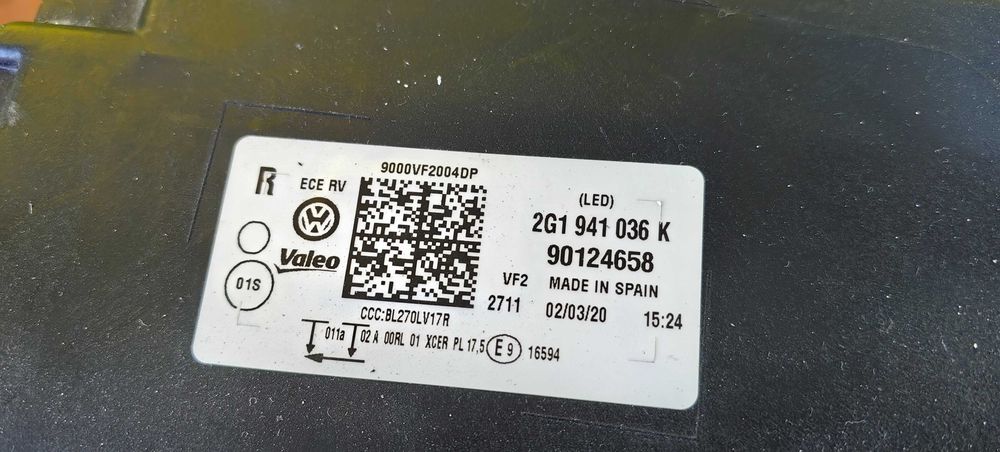 9000VF2004DP
R
ECE RV
(LED)
2G1 941 036 K
90124658
Valeo
01S
VF2
MADE IN SPAIN
2711
02/03/20
15:24
CCC:BL270LV17R
011a
02 A 00RL 01 XCER PL 17,5
E 9
16594